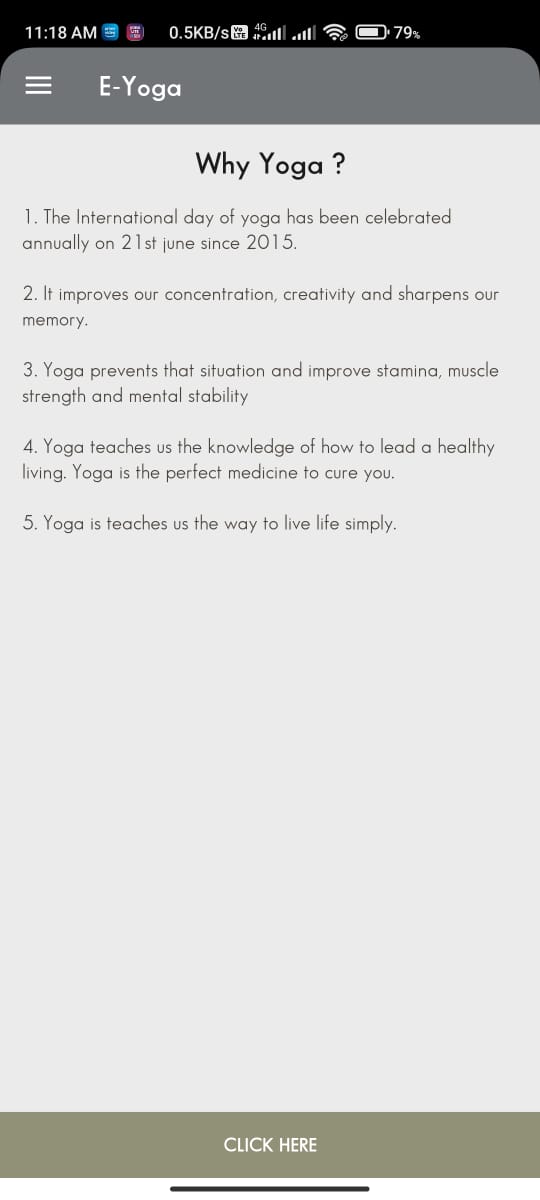 11:18 AM 0.5KB/s Vo LTE 4G 79%
E-Yoga
Why Yoga ?
1. The International day of yoga has been celebrated
annually on 21st june since 2015.
2. It improves our concentration, creativity and sharpens our
memory.
3. Yoga prevents that situation and improve stamina, muscle
strength and mental stability
4. Yoga teaches us the knowledge of how to lead a healthy
living. Yoga is the perfect medicine to cure you.
5. Yoga is teaches us the way to live life simply.
CLICK HERE